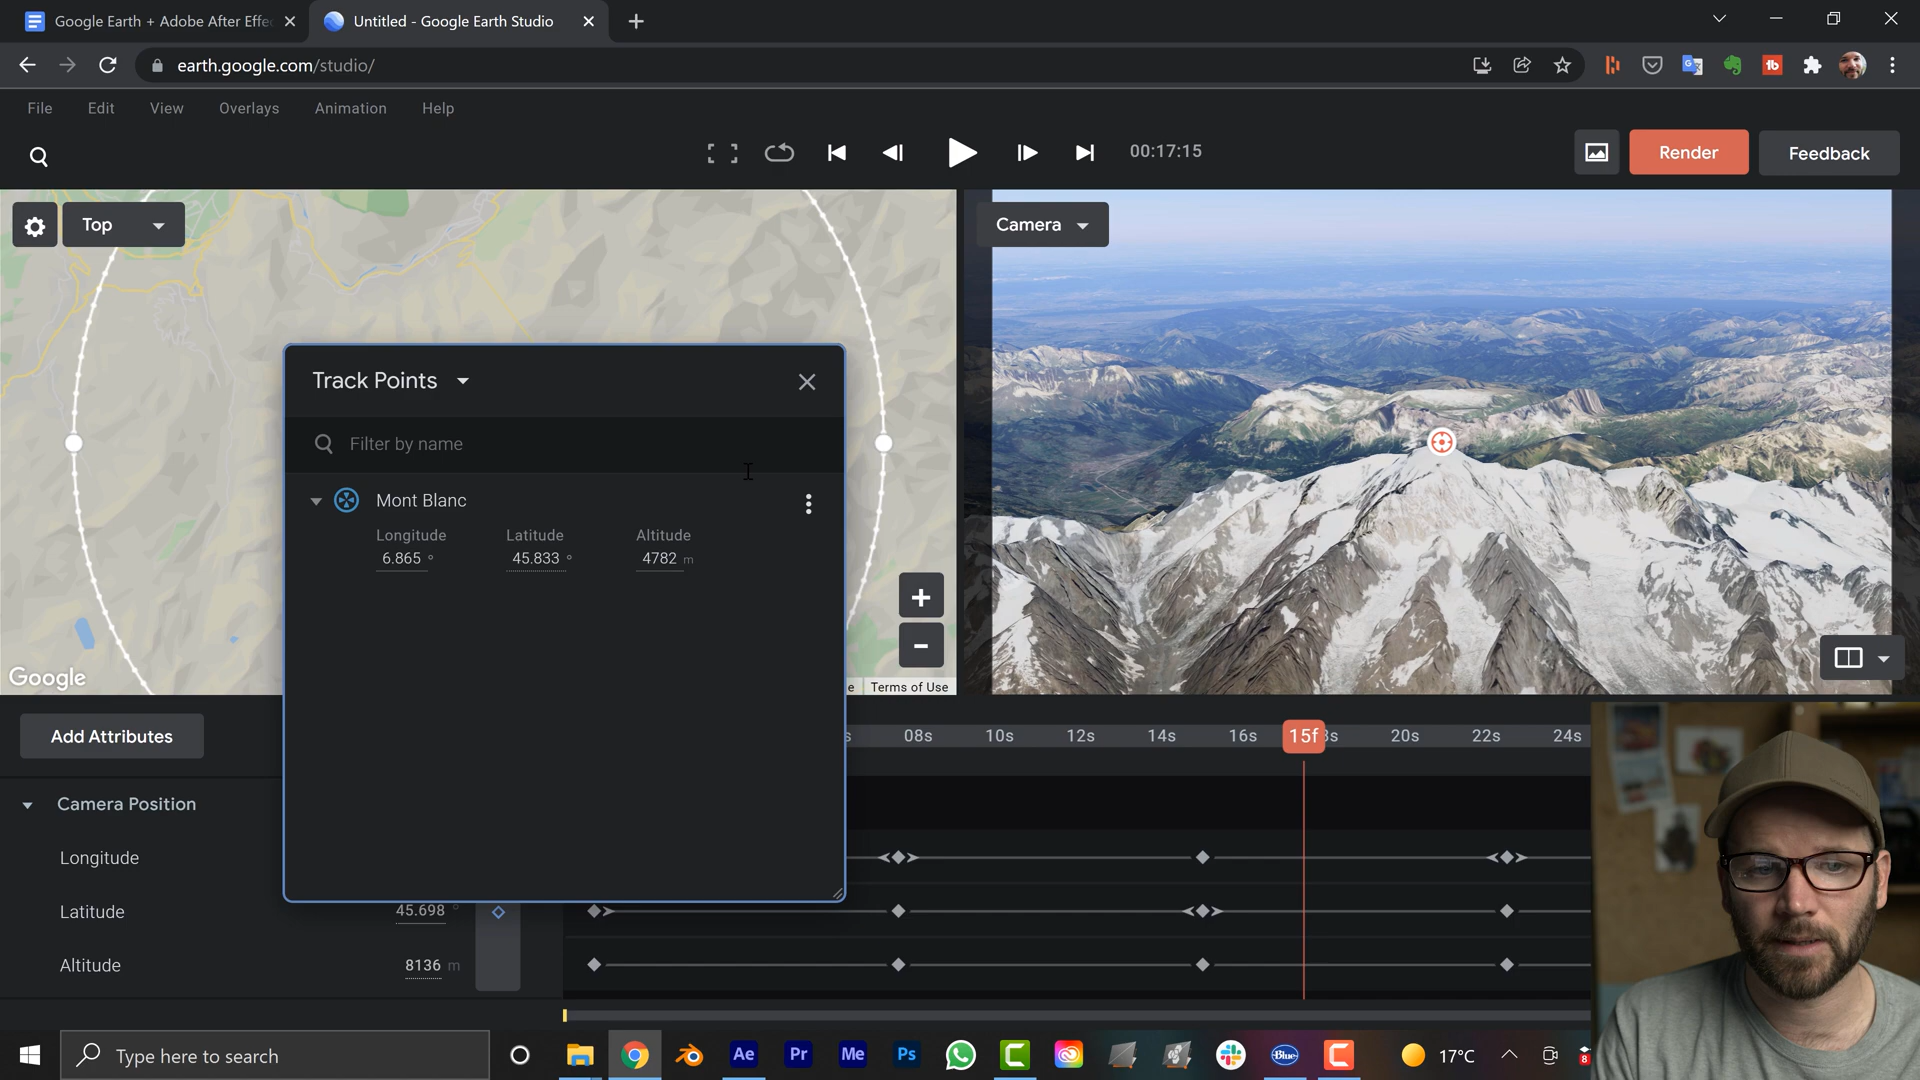 Google Earth + Adobe After Effe
Untitled - Google Earth Studio
earth.google.com/studio/
File Edit View Overlays Animation Help
00:17:15
Render
Feedback
Top
Camera
Track Points
Filter by name
Mont Blanc
Longitude Latitude Altitude
6.865 ° 45.833 ° 4782 m
Google
e Terms of Use
Add Attributes
s 08s 10s 12s 14s 16s 15f 8s 20s 22s 24s
Camera Position
Longitude
Latitude 45.698 °
Altitude 8136 m
Type here to search
Ae Pr Me Ps
Blue
17°C
8